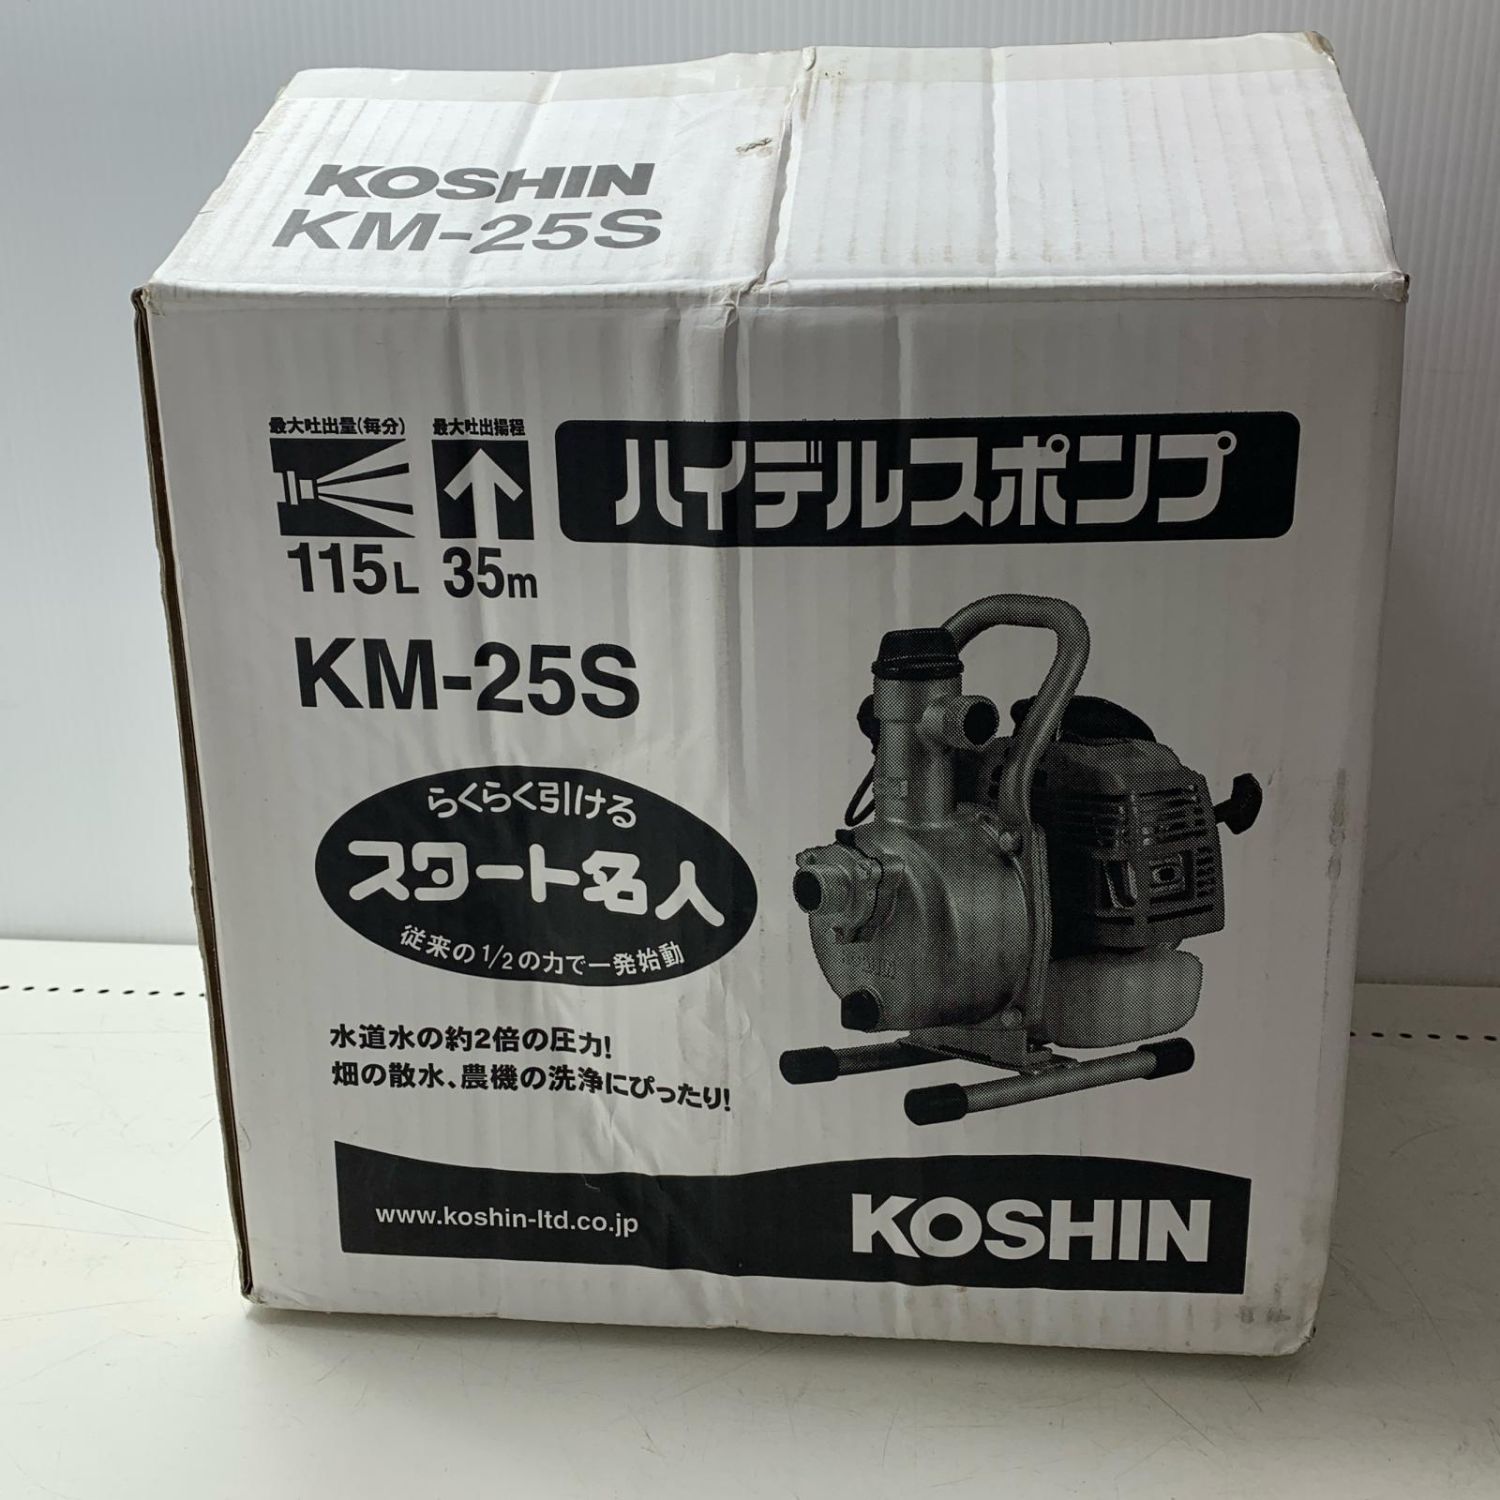 KOSHIN
KM-25S
最大吐出量(毎分)
115L
最大吐出揚程
35m
ハイデルスポンプ
KM-25S
らくらく引ける
スタート名人
従来の1/2の力で一発始動
水道水の約2倍の圧力!
畑の散水、農機の洗浄にぴったり!
www.koshin-ltd.co.jp
KOSHIN